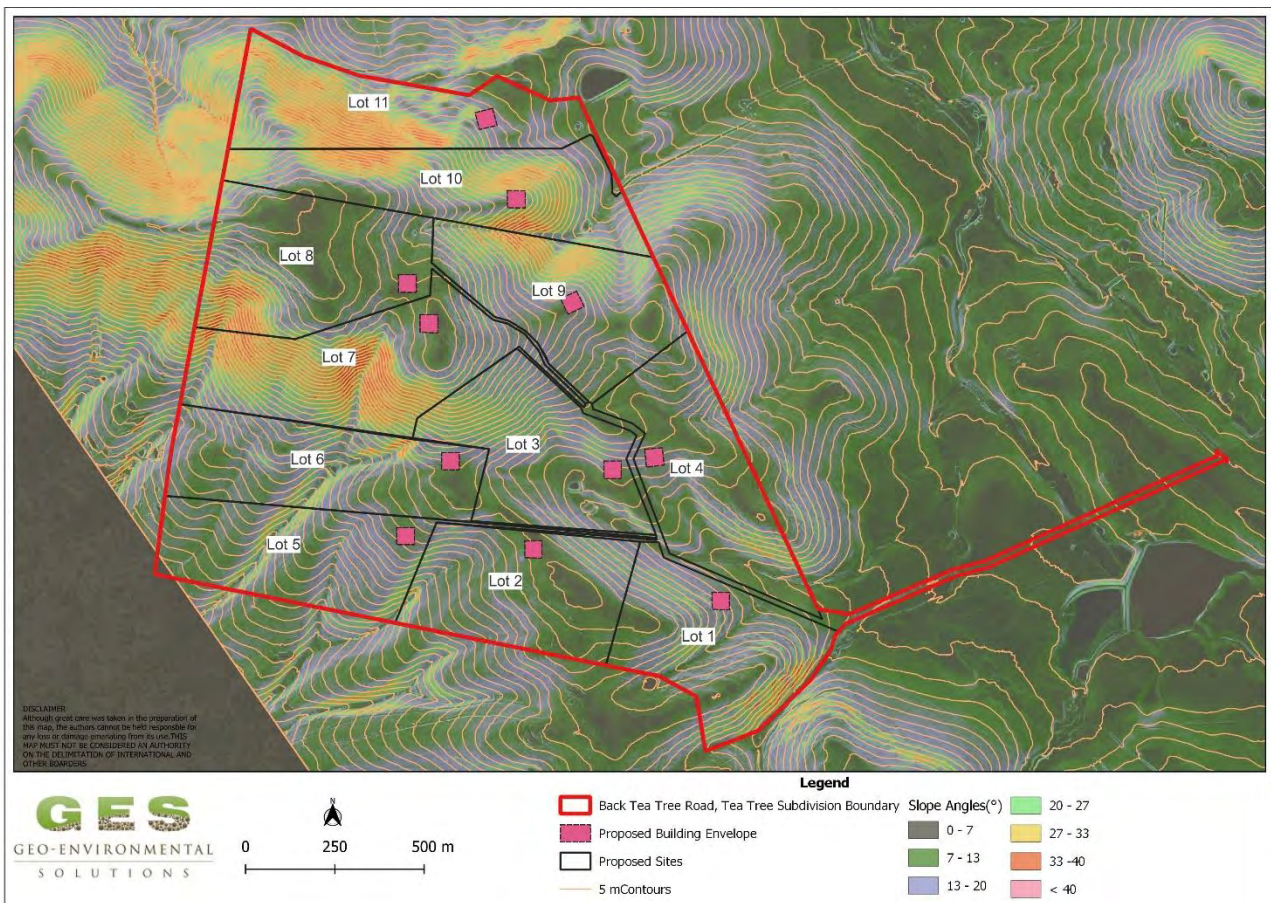 Lot 11
Lot 10
Lot 8
Lot 9
Lot 7
Lot 3
Lot 6
Lot 4
Lot 5
Lot 2
Lot 1
DISCLAIMER
Although great care was taken in the preparation of
this map, the authors cannot be held responsible for
any loss or damage emanating from its use. THIS
MAP MUST NOT BE CONSIDERED AN AUTHORITY
ON THE DELIMITATION OF INTERNATIONAL AND
OTHER BOARDERS
GES
GEO-ENVIRONMENTAL
SOLUTIONS
N
0 250 500 m
Legend
Back Tea Tree Road, Tea Tree Subdivision Boundary
Proposed Building Envelope
Proposed Sites
5 mContours
Slope Angles(°)
0 - 7
7 - 13
13 - 20
20 - 27
27 - 33
33 -40
< 40